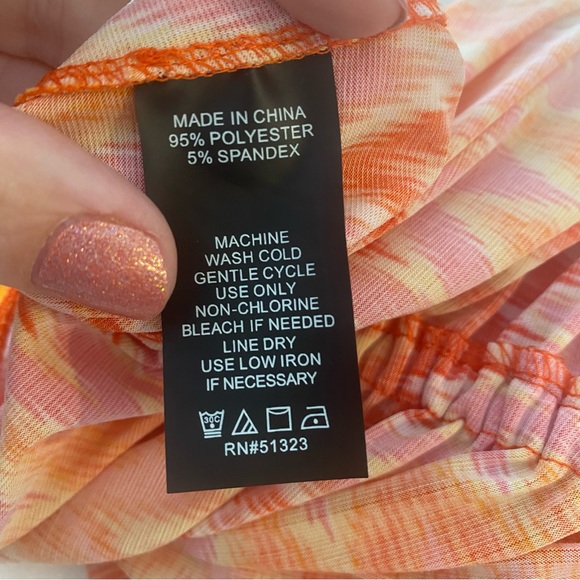 MADE IN CHINA
95% POLYESTER
5% SPANDEX
MACHINE
WASH COLD
GENTLE CYCLE
USE ONLY
NON-CHLORINE
BLEACH IF NEEDED
LINE DRY
USE LOW IRON
IF NECESSARY
30C
RN#51323